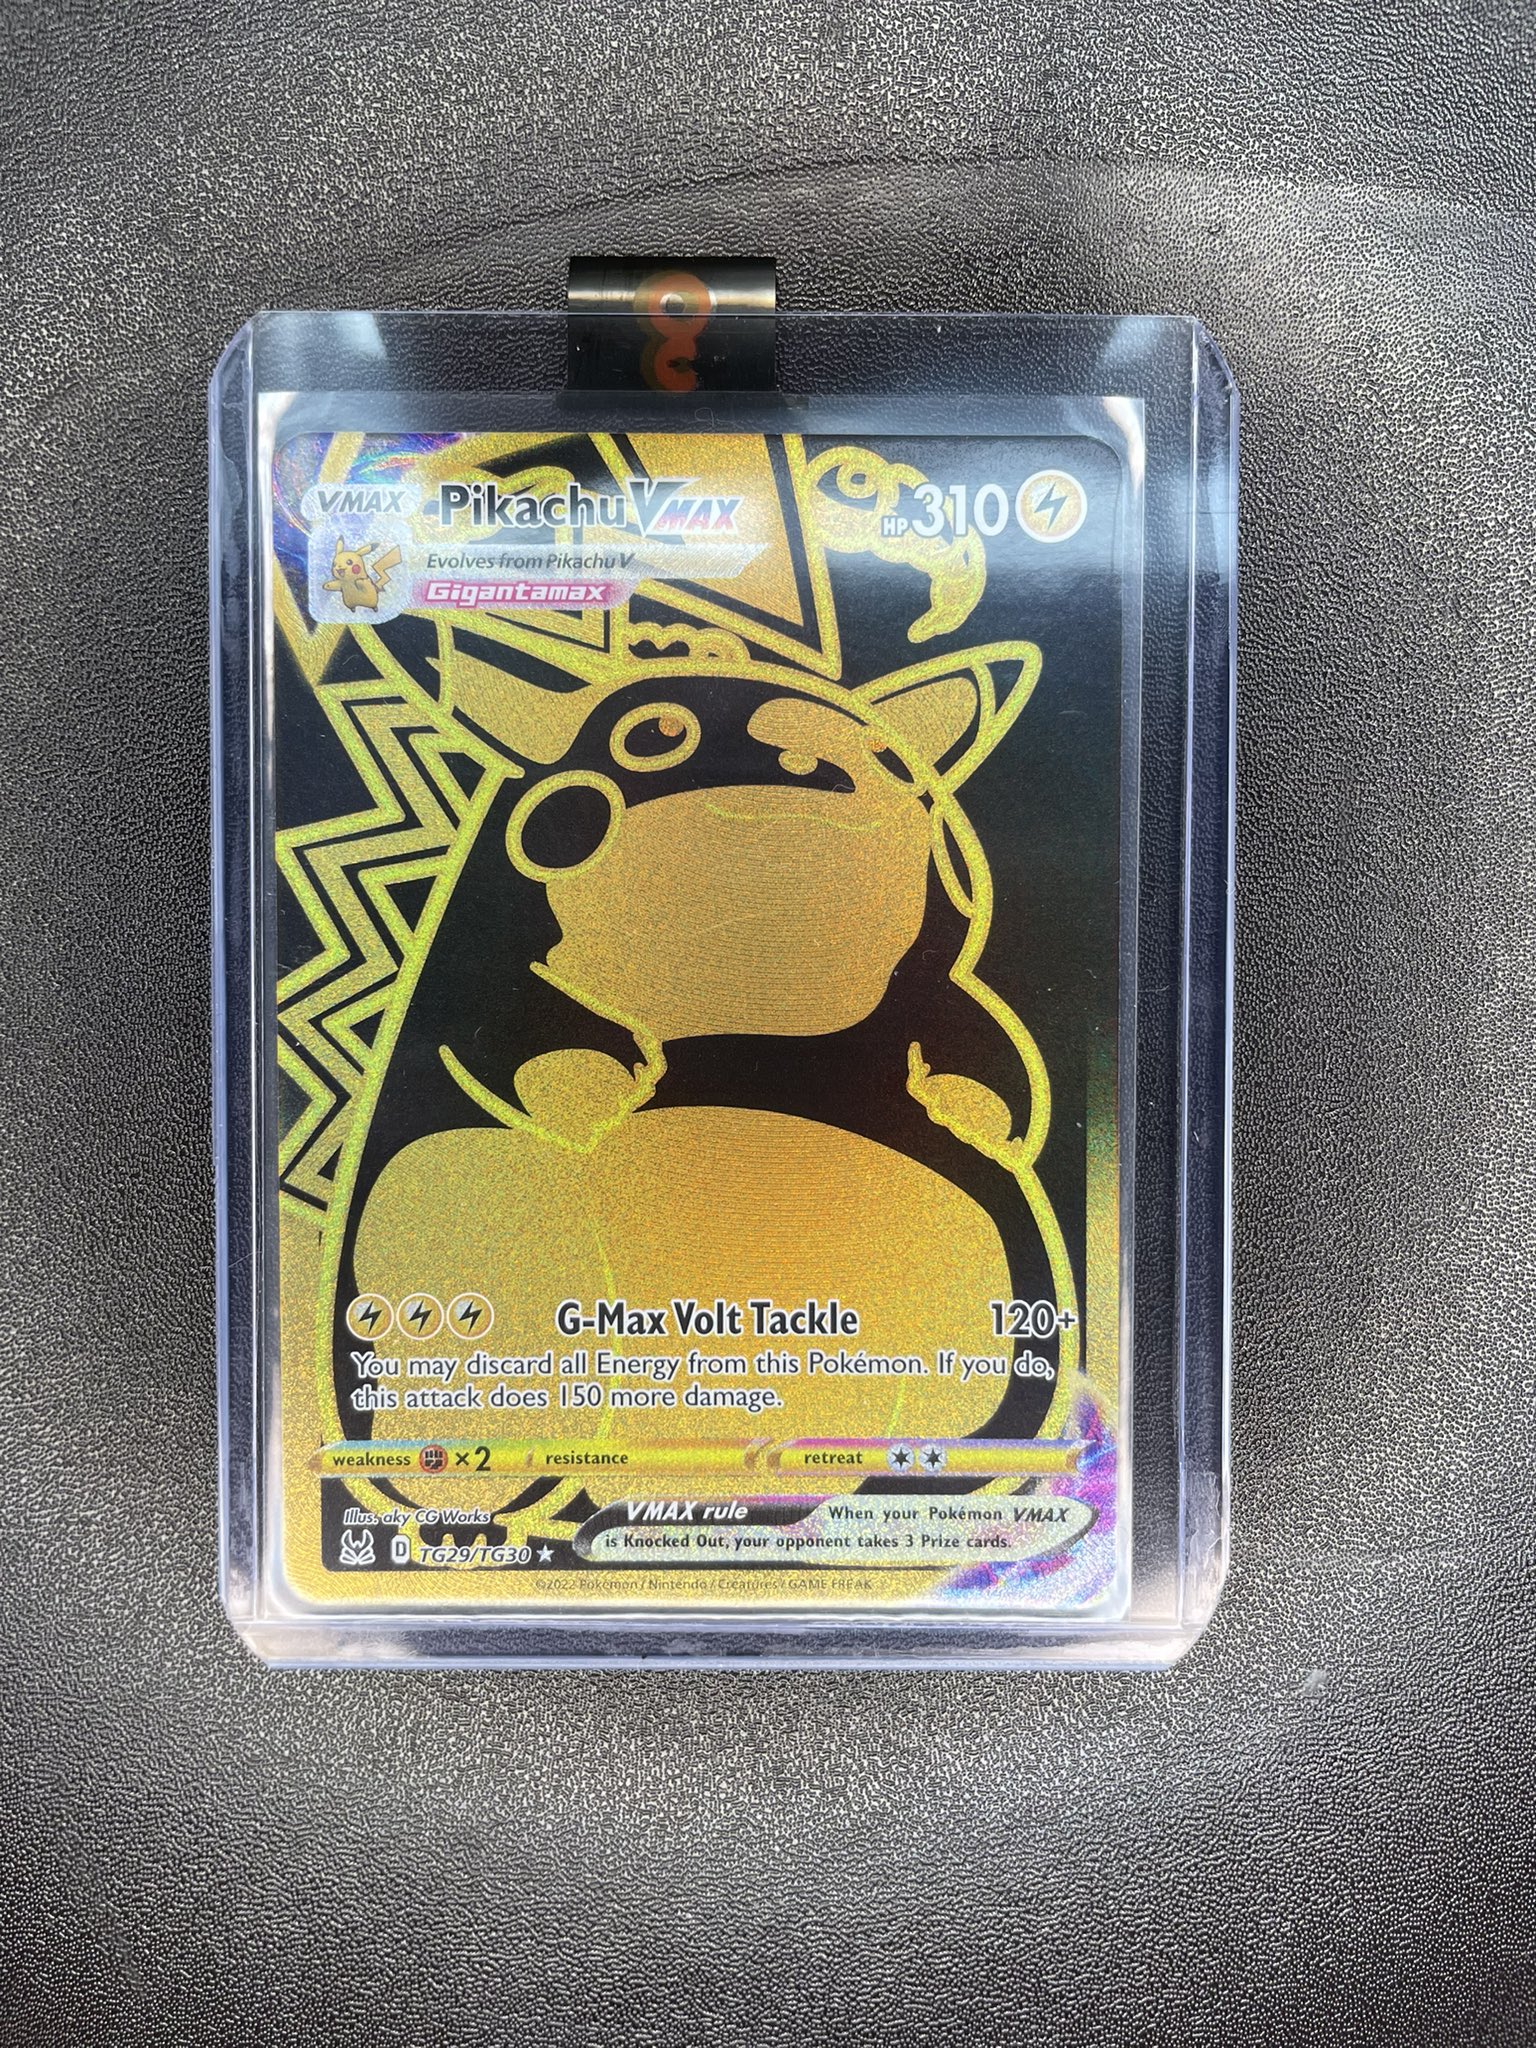 VMAX Pikachu VMAX HP 310
Evolves from Pikachu V
Gigantamax
G-Max Volt Tackle 120+
You may discard all Energy from this Pokémon. If you do,
this attack does 150 more damage.
weakness ×2 resistance retreat
Illus. aky CG Works
VMAX rule When your Pokémon VMAX
is Knocked Out, your opponent takes 3 Prize cards.
D TG29/TG30
©2022 Pokémon / Nintendo / Creatures / GAME FREAK